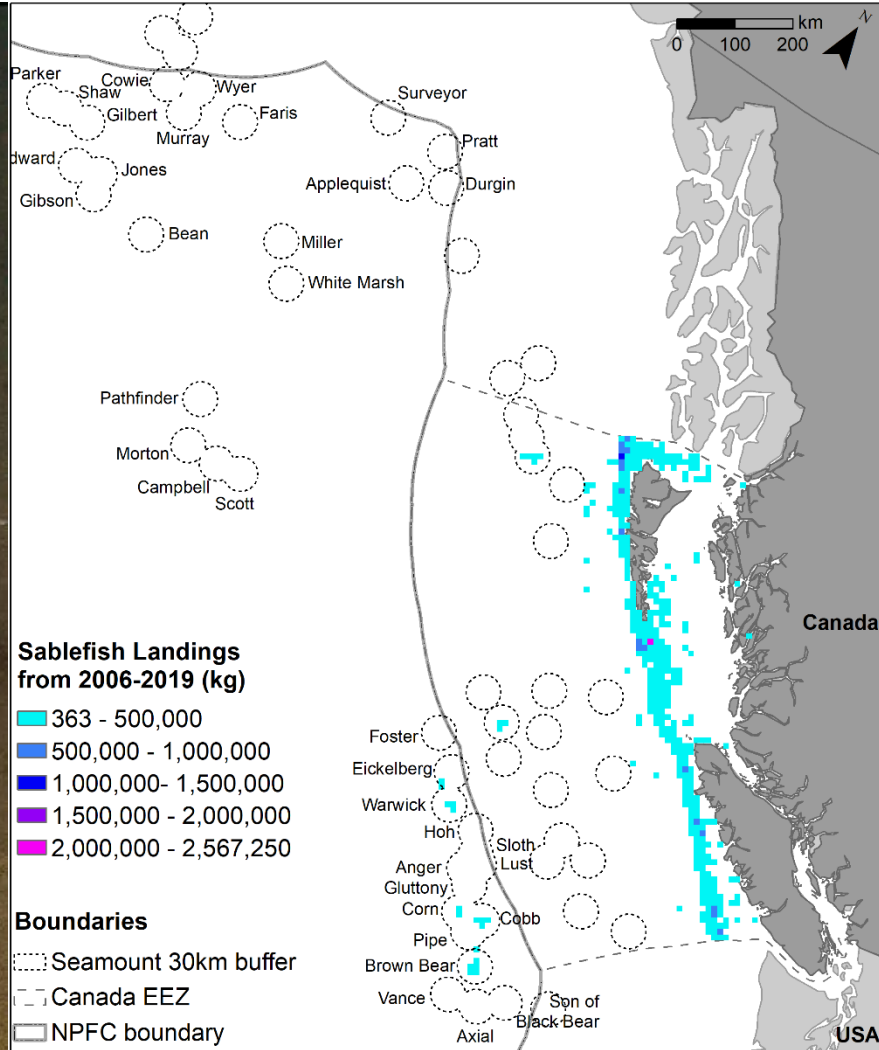 km
0 100 200
N
Parker
Cowie
Wyer
Shaw
Gilbert
Faris
Surveyor
Murray
Pratt
dward
Jones
Applequist
Durgin
Gibson
Bean
Miller
White Marsh
Pathfinder
Morton
Campbell
Scott
Canada
Sablefish Landings
from 2006-2019 (kg)
363 - 500,000
500,000 - 1,000,000
1,000,000- 1,500,000
1,500,000 - 2,000,000
2,000,000 - 2,567,250
Foster
Eickelberg
Warwick
Hoh
Sloth
Lust
Anger
Gluttony
Corn
Cobb
Pipe
Brown Bear
Vance
Axial
Son of
Black Bear
USA
Boundaries
Seamount 30km buffer
Canada EEZ
NPFC boundary